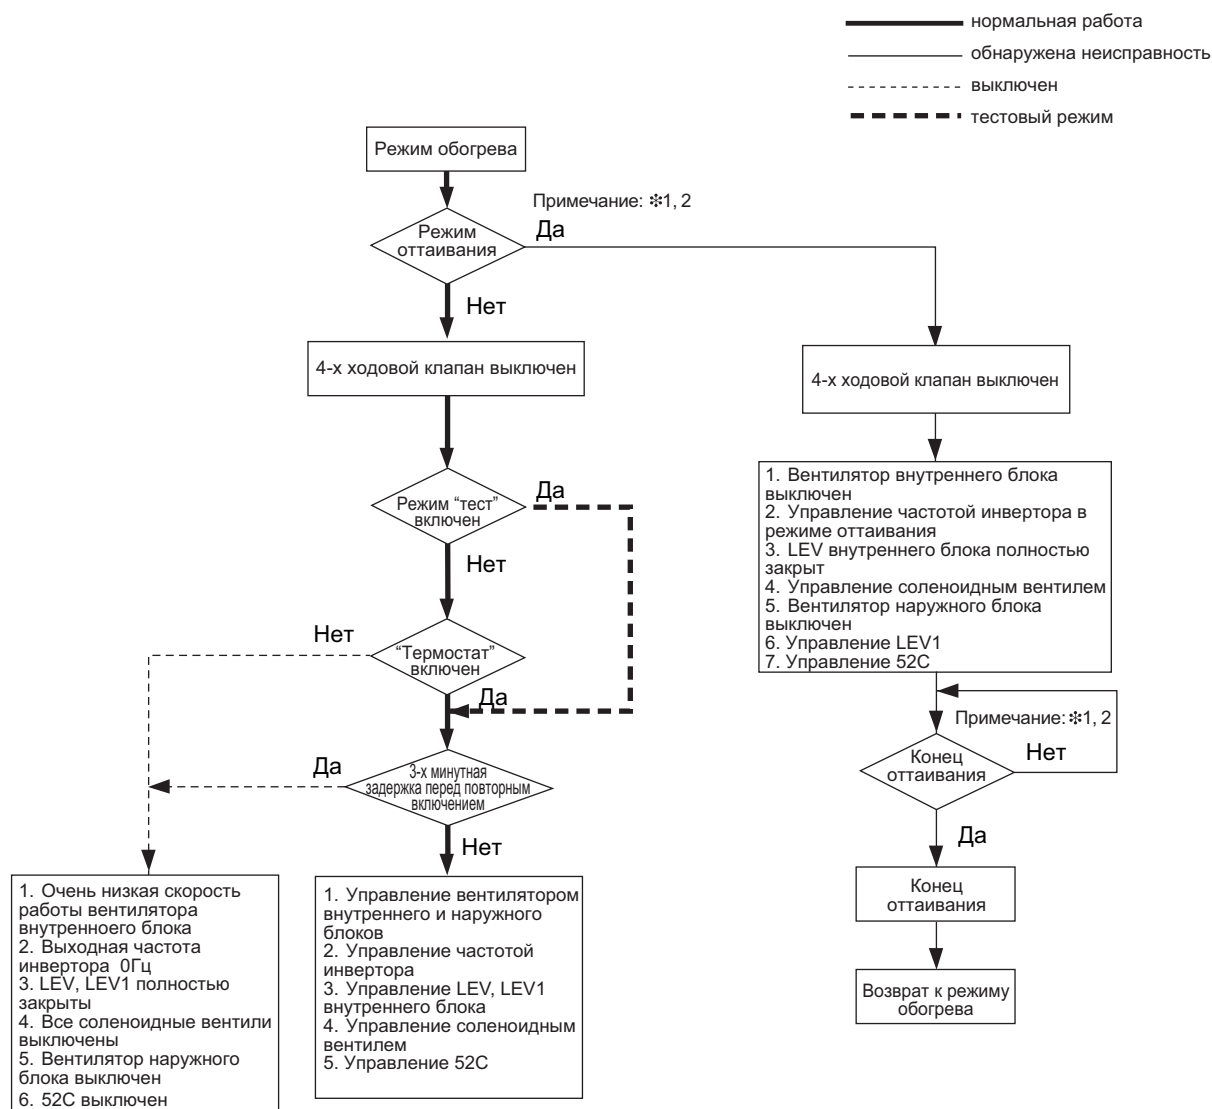 нормальная работа
обнаружена неисправность
выключен
тестовый режим
Режим обогрева
Примечание: ✻1, 2
Режим
оттаивания
Да
Нет
4-х ходовой клапан выключен
Режим “тест”
включен
Да
Нет
“Термостат”
включен
Нет
Да
3-х минутная
задержка перед повторным
включением
Да
Нет
1. Очень низкая скорость
работы вентилятора
внутренноего блока
2. Выходная частота
инвертора 0Гц
3. LEV, LEV1 полностью
закрыты
4. Все соленоидные вентили
выключены
5. Вентилятор наружного
блока выключен
6. 52C выключен
1. Управление вентилятором
внутреннего и наружного
блоков
2. Управление частотой
инвертора
3. Управление LEV, LEV1
внутреннего блока
4. Управление соленоидным
вентилем
5. Управление 52C
4-х ходовой клапан выключен
1. Вентилятор внутреннего блока
выключен
2. Управление частотой инвертора в
режиме оттаивания
3. LEV внутреннего блока полностью
закрыт
4. Управление соленоидным вентилем
5. Вентилятор наружного блока
выключен
6. Управление LEV1
7. Управление 52C
Примечание: ✻1, 2
Конец
оттаивания
Нет
Да
Конец
оттаивания
Возврат к режиму
обогрева